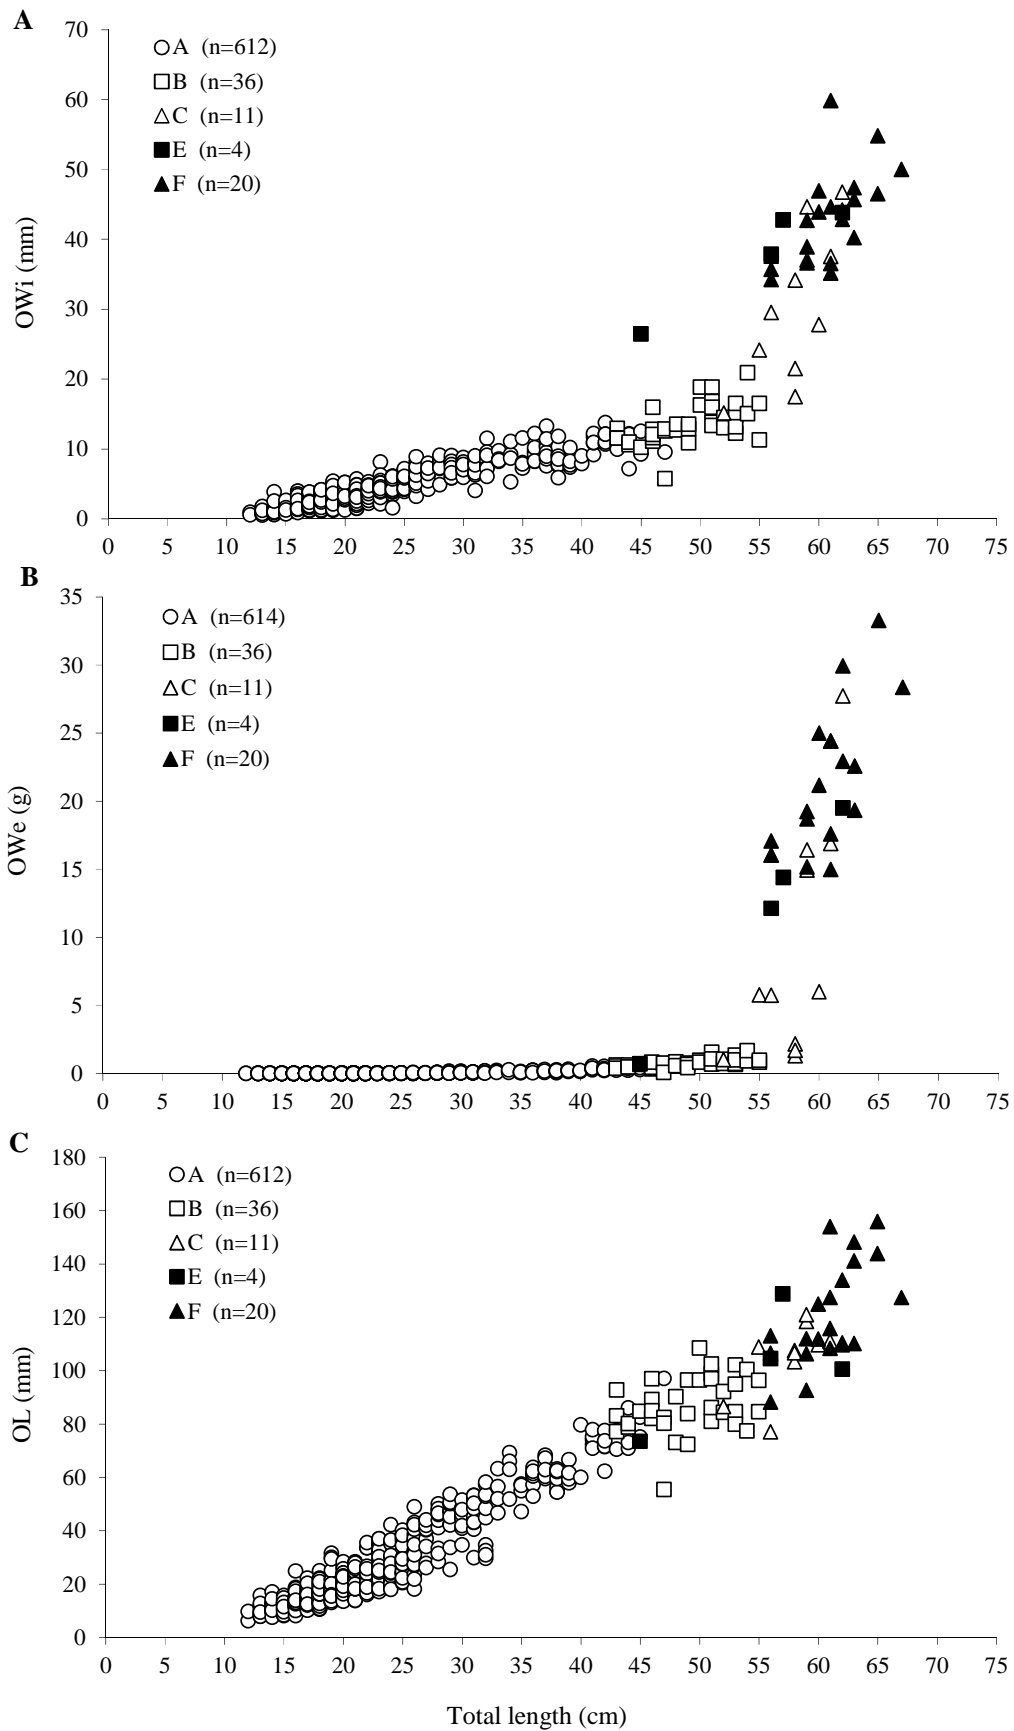 A
70
60
50
40
30
20
10
0
OWi (mm)
A (n=612)
B (n=36)
C (n=11)
E (n=4)
F (n=20)
0 5 10 15 20 25 30 35 40 45 50 55 60 65 70 75
B
35
30
25
20
15
10
5
0
OWe (g)
A (n=614)
B (n=36)
C (n=11)
E (n=4)
F (n=20)
0 5 10 15 20 25 30 35 40 45 50 55 60 65 70 75
C
180
160
140
120
100
80
60
40
20
0
OL (mm)
A (n=612)
B (n=36)
C (n=11)
E (n=4)
F (n=20)
0 5 10 15 20 25 30 35 40 45 50 55 60 65 70 75
Total length (cm)